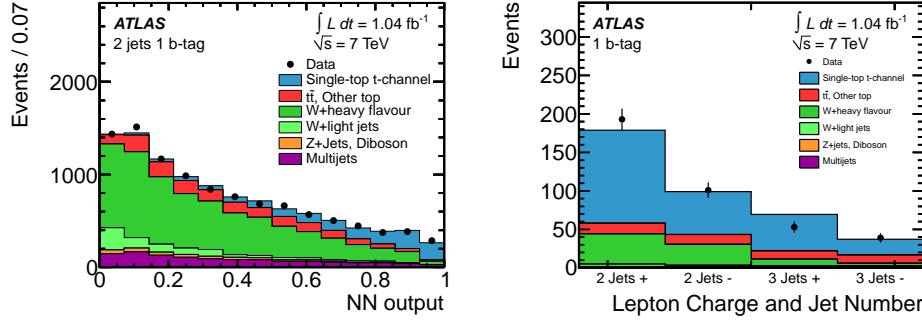 Events / 0.07
ATLAS
2 jets 1 b-tag
∫ L dt = 1.04 fb⁻¹
√s = 7 TeV
Data
Single-top t-channel
tt̄, Other top
W+heavy flavour
W+light jets
Z+Jets, Diboson
Multijets
2000
1000
0
0 0.2 0.4 0.6 0.8 1
NN output
Events
ATLAS
1 b-tag
∫ L dt = 1.04 fb⁻¹
√s = 7 TeV
Data
Single-top t-channel
tt̄, Other top
W+heavy flavour
W+light jets
Z+Jets, Diboson
Multijets
300
250
200
150
100
50
0
2 Jets + 2 Jets - 3 Jets + 3 Jets -
Lepton Charge and Jet Number